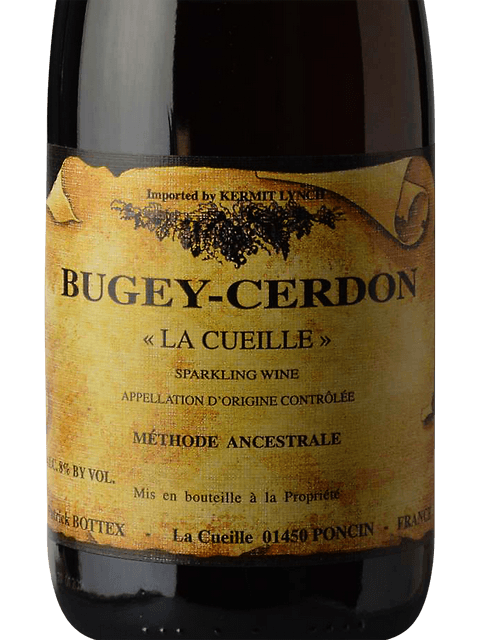 Imported by KERMIT LYNCH
BUGEY-CERDON
« LA CUEILLE »
SPARKLING WINE
APPELLATION D'ORIGINE CONTRÔLÉE
MÉTHODE ANCESTRALE
8% BY VOL.
Mis en bouteille à la Propriété
BOTTEX - La Cueille 01450 PONCIN - FRANCE